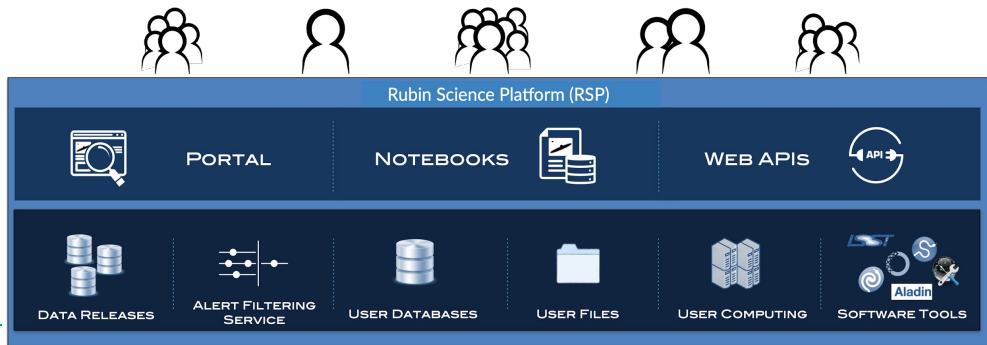 Rubin Science Platform (RSP)
PORTAL
NOTEBOOKS
WEB APIS
API
LSST
Aladin
DATA RELEASES
ALERT FILTERING
SERVICE
USER DATABASES
USER FILES
USER COMPUTING
SOFTWARE TOOLS